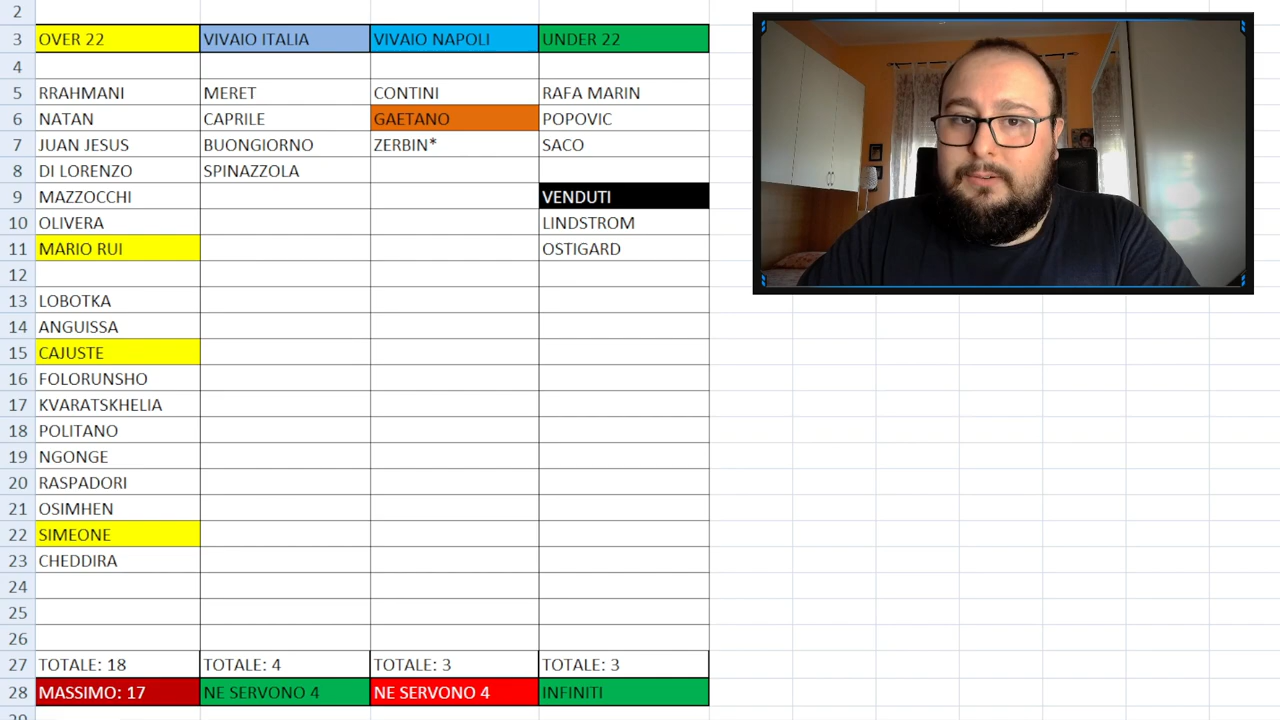 2
3 OVER 22 VIVAIO ITALIA VIVAIO NAPOLI UNDER 22
4
5 RRAHMANI MERET CONTINI RAFA MARIN
6 NATAN CAPRILE GAETANO POPOVIC
7 JUAN JESUS BUONGIORNO ZERBIN* SACO
8 DI LORENZO SPINAZZOLA
9 MAZZOCCHI VENDUTI
10 OLIVERA LINDSTROM
11 MARIO RUI OSTIGARD
12
13 LOBOTKA
14 ANGUISSA
15 CAJUSTE
16 FOLORUNSHO
17 KVARATSKHELIA
18 POLITANO
19 NGONGE
20 RASPADORI
21 OSIMHEN
22 SIMEONE
23 CHEDDIRA
24
25
26
27 TOTALE: 18 TOTALE: 4 TOTALE: 3 TOTALE: 3
28 MASSIMO: 17 NE SERVONO 4 NE SERVONO 4 INFINITI